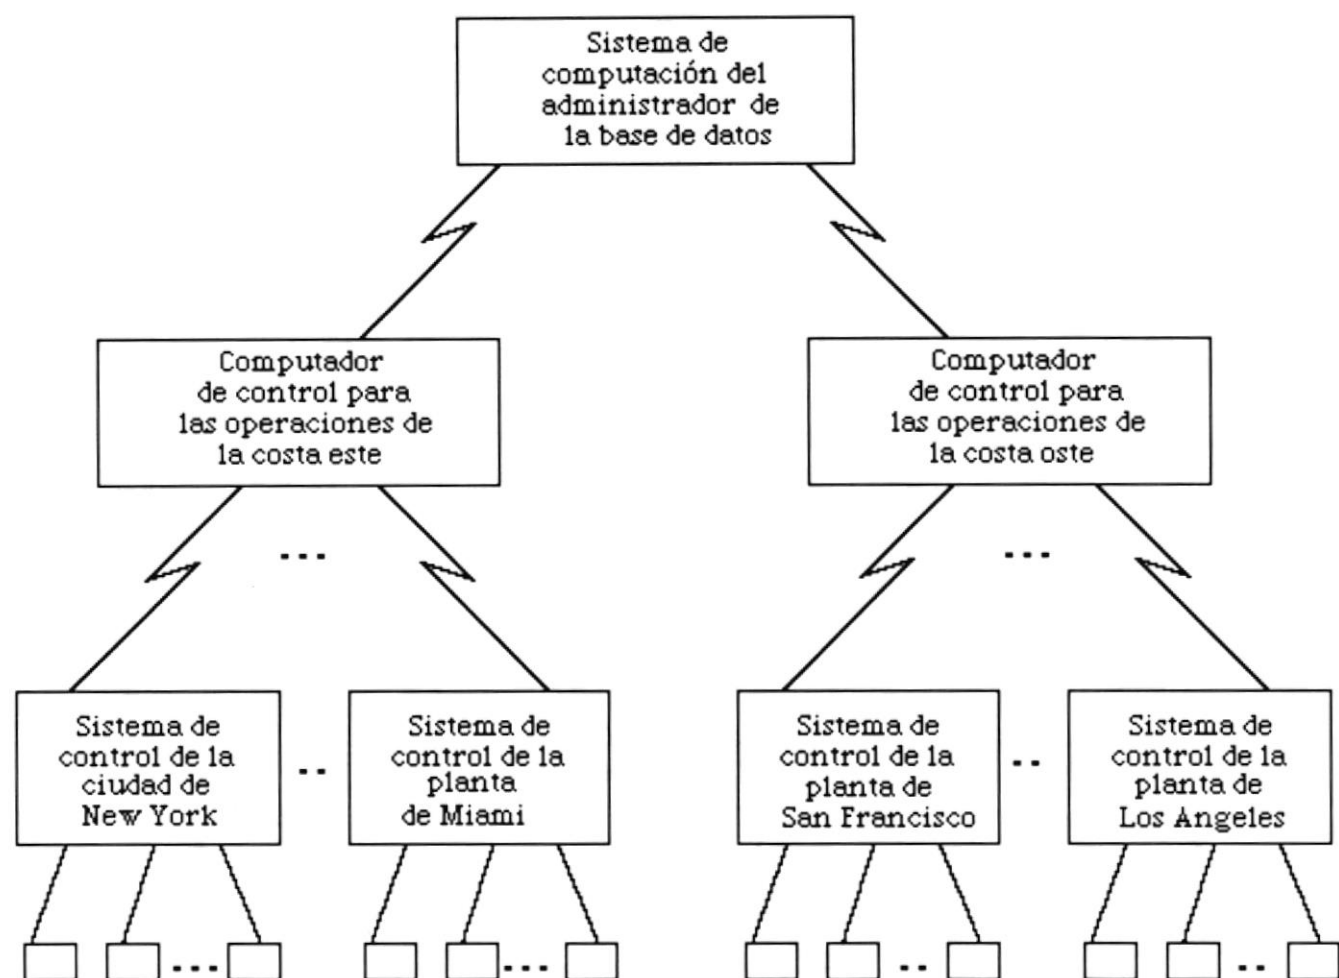 Sistema de
computación del
administrador de
la base de datos
Computador
de control para
las operaciones de
la costa este
Computador
de control para
las operaciones de
la costa oste
...
...
Sistema de
control de la
ciudad de
New York
..
Sistema de
control de la
planta
de Miami
Sistema de
control de la
planta de
San Francisco
..
Sistema de
control de la
planta de
Los Angeles
...
...
..
..